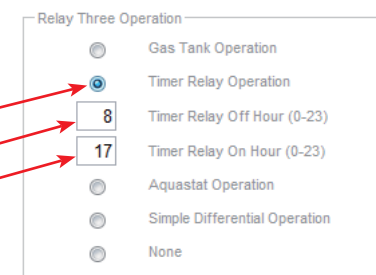 Relay Three Operation
Gas Tank Operation
Timer Relay Operation
8 Timer Relay Off Hour (0-23)
17 Timer Relay On Hour (0-23)
Aquastat Operation
Simple Differential Operation
None